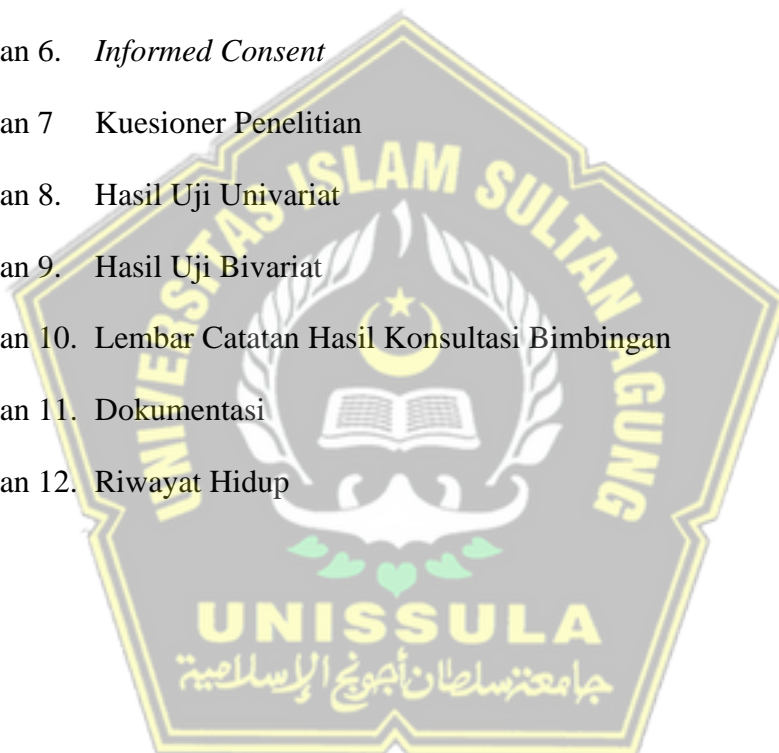 an 6. Informed Consent
an 7 Kuesioner Penelitian
an 8. Hasil Uji Univariat
an 9. Hasil Uji Bivariat
an 10. Lembar Catatan Hasil Konsultasi Bimbingan
an 11. Dokumentasi
an 12. Riwayat Hidup
UNIVERSITAS ISLAM SULTAN AGUNG
UNISSULA
جامعة سلطان أجونج الإسلامية